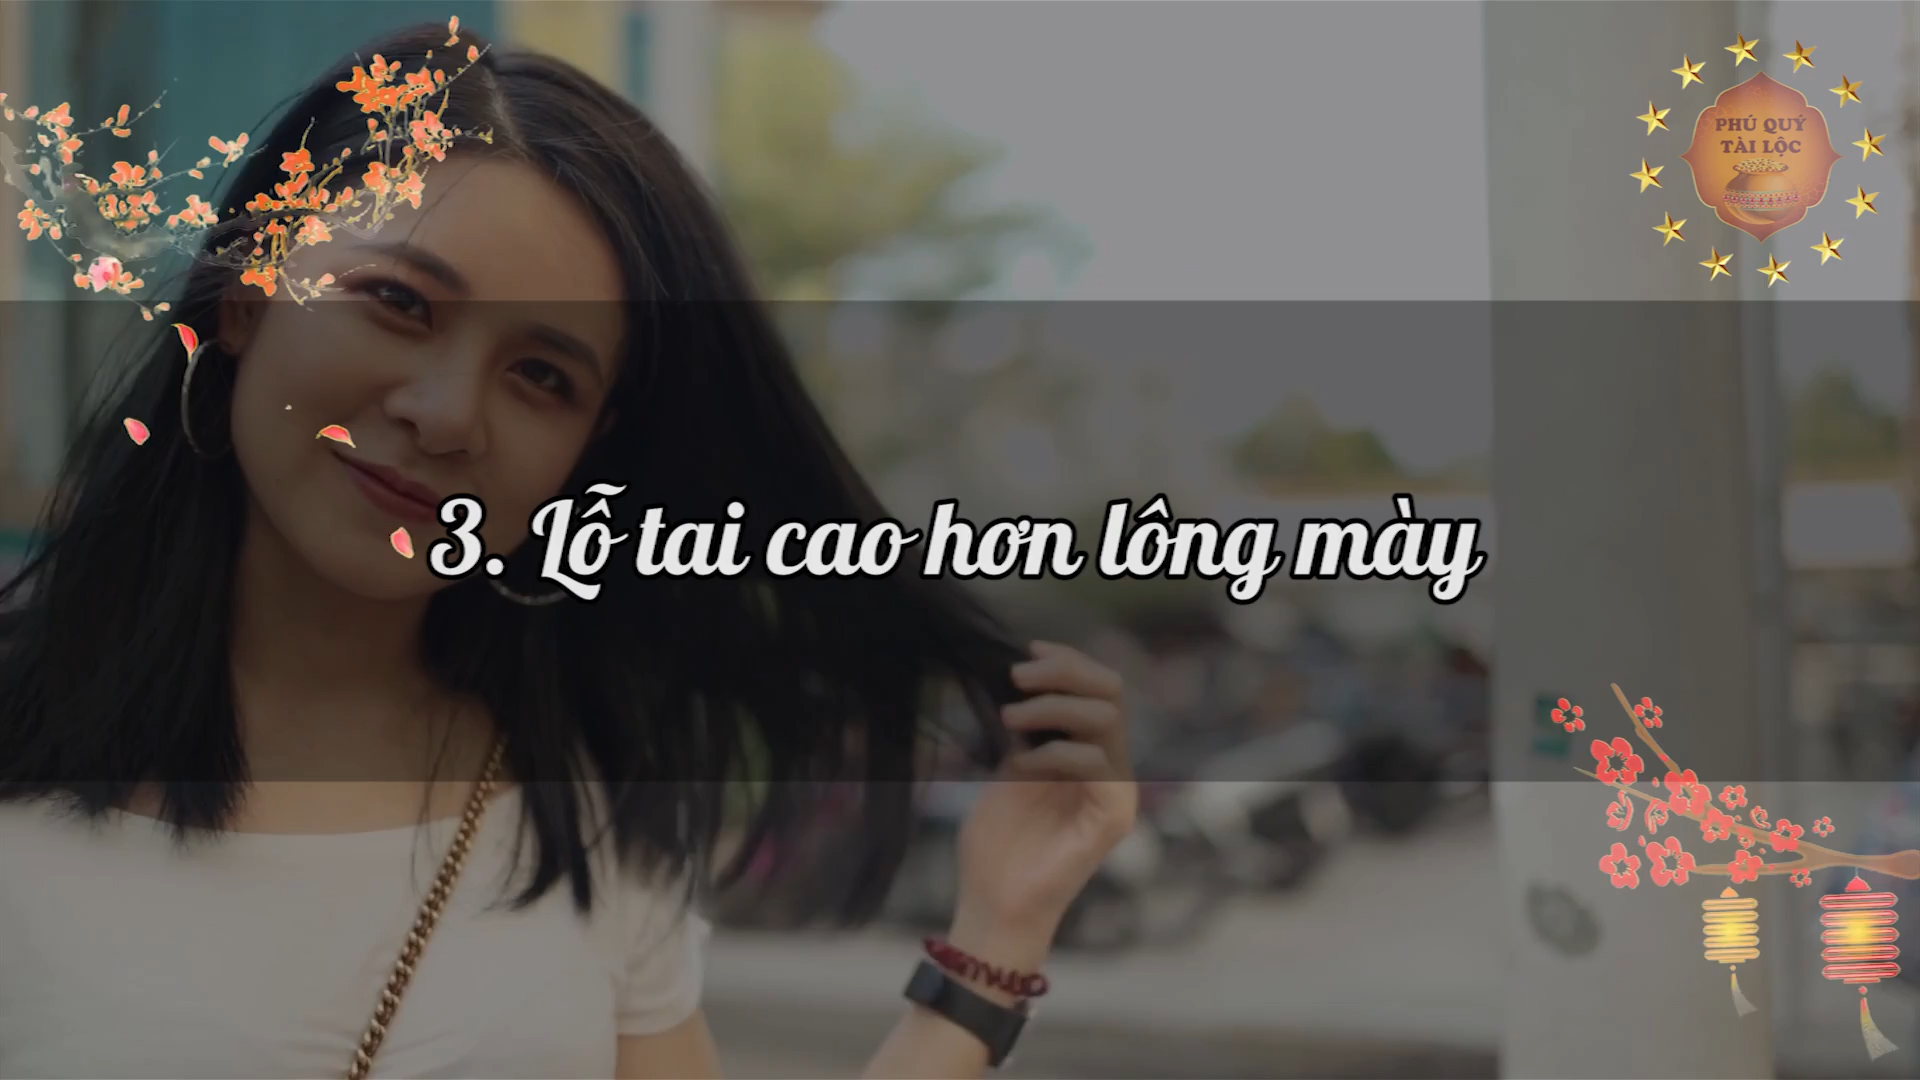 PHÚ QUÝ
TÀI LỘC
3. Lỗ tai cao hơn lông mày